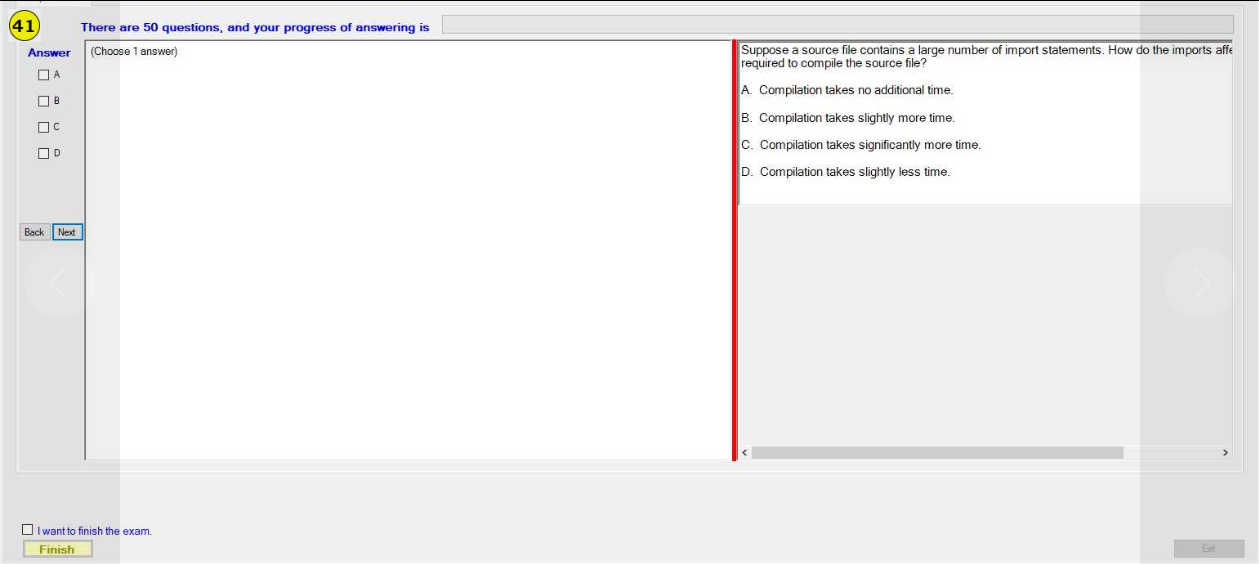 41
There are 50 questions, and your progress of answering is
Answer
(Choose 1 answer)
A
B
C
D
Back
Next
Suppose a source file contains a large number of import statements. How do the imports affe
required to compile the source file?
A. Compilation takes no additional time.
B. Compilation takes slightly more time.
C. Compilation takes significantly more time.
D. Compilation takes slightly less time.
I want to finish the exam.
Finish
Exit